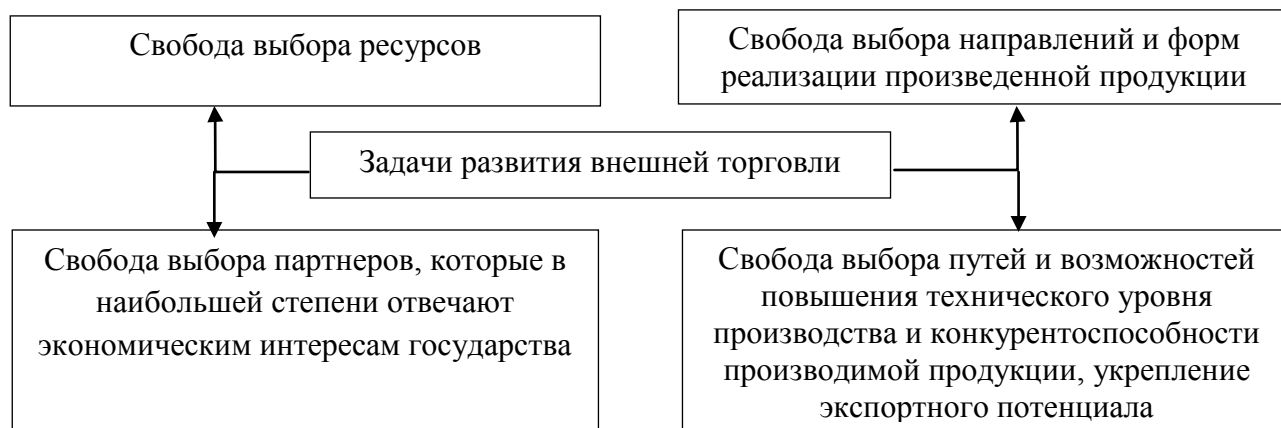 Свобода выбора ресурсов
Свобода выбора направлений и форм
реализации произведенной продукции
Задачи развития внешней торговли
Свобода выбора партнеров, которые в
наибольшей степени отвечают
экономическим интересам государства
Свобода выбора путей и возможностей
повышения технического уровня
производства и конкурентоспособности
производимой продукции, укрепление
экспортного потенциала